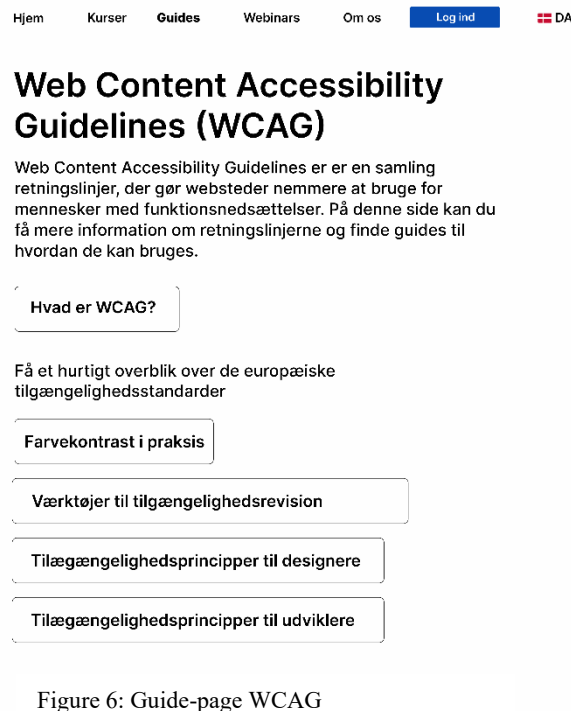 Hjem Kurser Guides Webinars Om os Log ind DA
Web Content Accessibility
Guidelines (WCAG)
Web Content Accessibility Guidelines er er en samling
retningslinjer, der gør websteder nemmere at bruge for
mennesker med funktionsnedsættelser. På denne side kan du
få mere information om retningslinjerne og finde guides til
hvordan de kan bruges.
Hvad er WCAG?
Få et hurtigt overblik over de europæiske
tilgængelighedsstandarder
Farvekontrast i praksis
Værktøjer til tilgængelighedsrevision
Tilægængelighedsprincipper til designere
Tilægængelighedsprincipper til udviklere
Figure 6: Guide-page WCAG